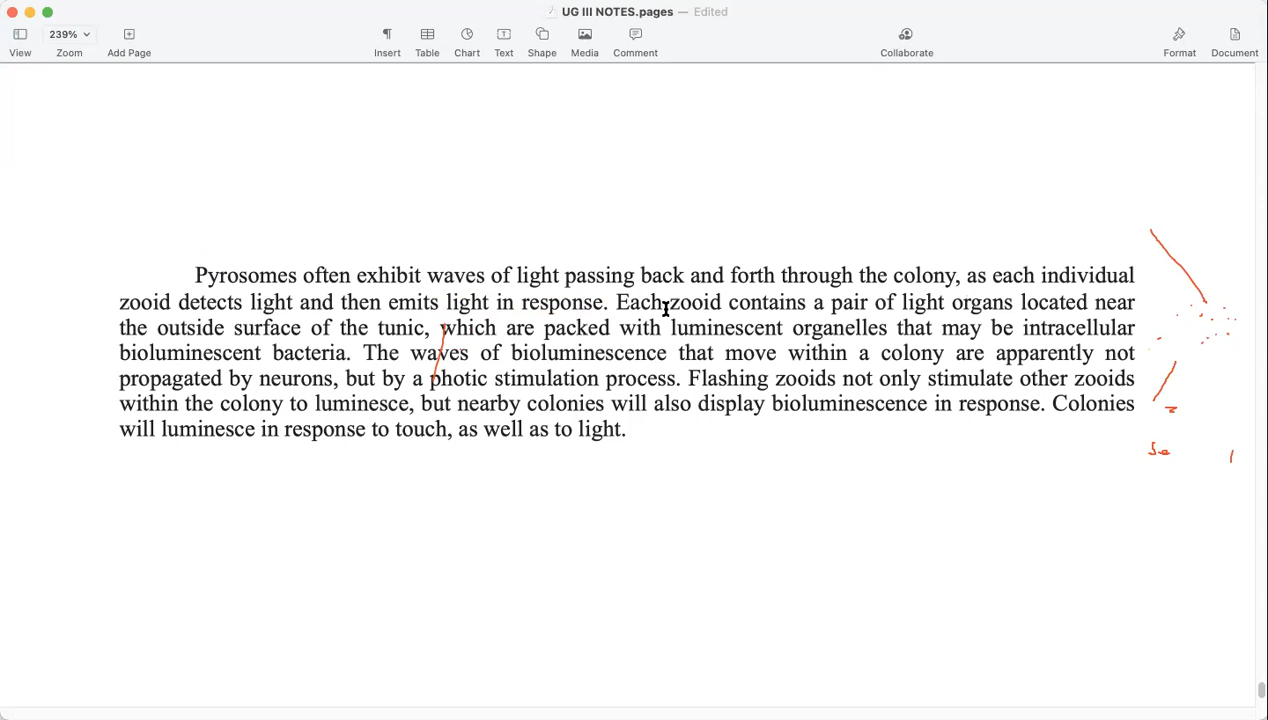 UG III NOTES.pages — Edited
239%
View Zoom Add Page Insert Table Chart Text Shape Media Comment Collaborate Format Document
Pyrosomes often exhibit waves of light passing back and forth through the colony, as each individual
zooid detects light and then emits light in response. Each zooid contains a pair of light organs located near
the outside surface of the tunic, which are packed with luminescent organelles that may be intracellular
bioluminescent bacteria. The waves of bioluminescence that move within a colony are apparently not
propagated by neurons, but by a photic stimulation process. Flashing zooids not only stimulate other zooids
within the colony to luminesce, but nearby colonies will also display bioluminescence in response. Colonies
will luminesce in response to touch, as well as to light.